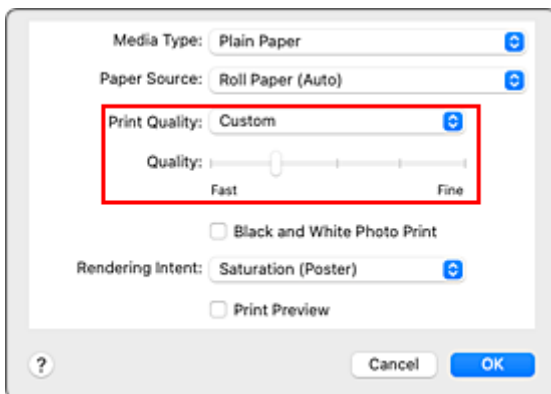 Media Type: Plain Paper
Paper Source: Roll Paper (Auto)
Print Quality: Custom
Quality:
Fast Fine
Black and White Photo Print
Rendering Intent: Saturation (Poster)
Print Preview
? Cancel OK